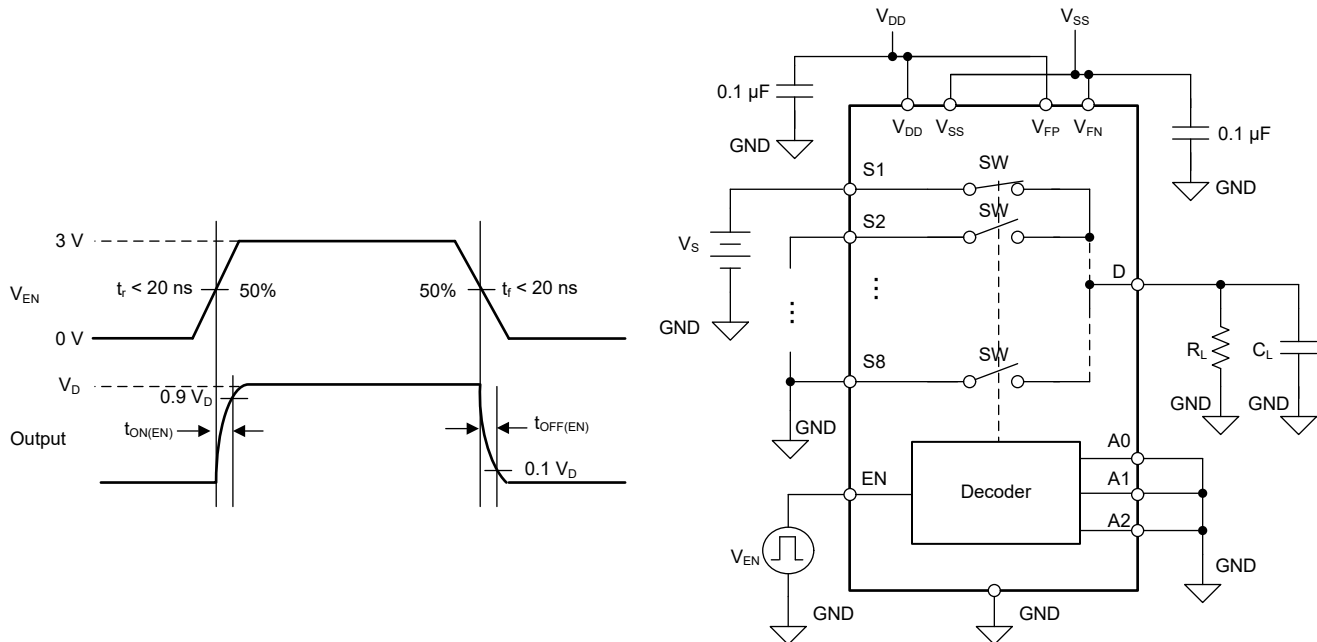 3 V
V_EN
t_r < 20 ns
50%
50%
t_f < 20 ns
0 V
V_D
0.9 V_D
Output
t_ON(EN)
t_OFF(EN)
0.1 V_D
V_DD
V_SS
0.1 µF
GND
V_DD
V_SS
V_FP
V_FN
0.1 µF
GND
S1
SW
S2
SW
V_S
GND
...
...
D
S8
SW
R_L
C_L
GND
GND
GND
EN
Decoder
A0
A1
A2
V_EN
GND
GND
GND